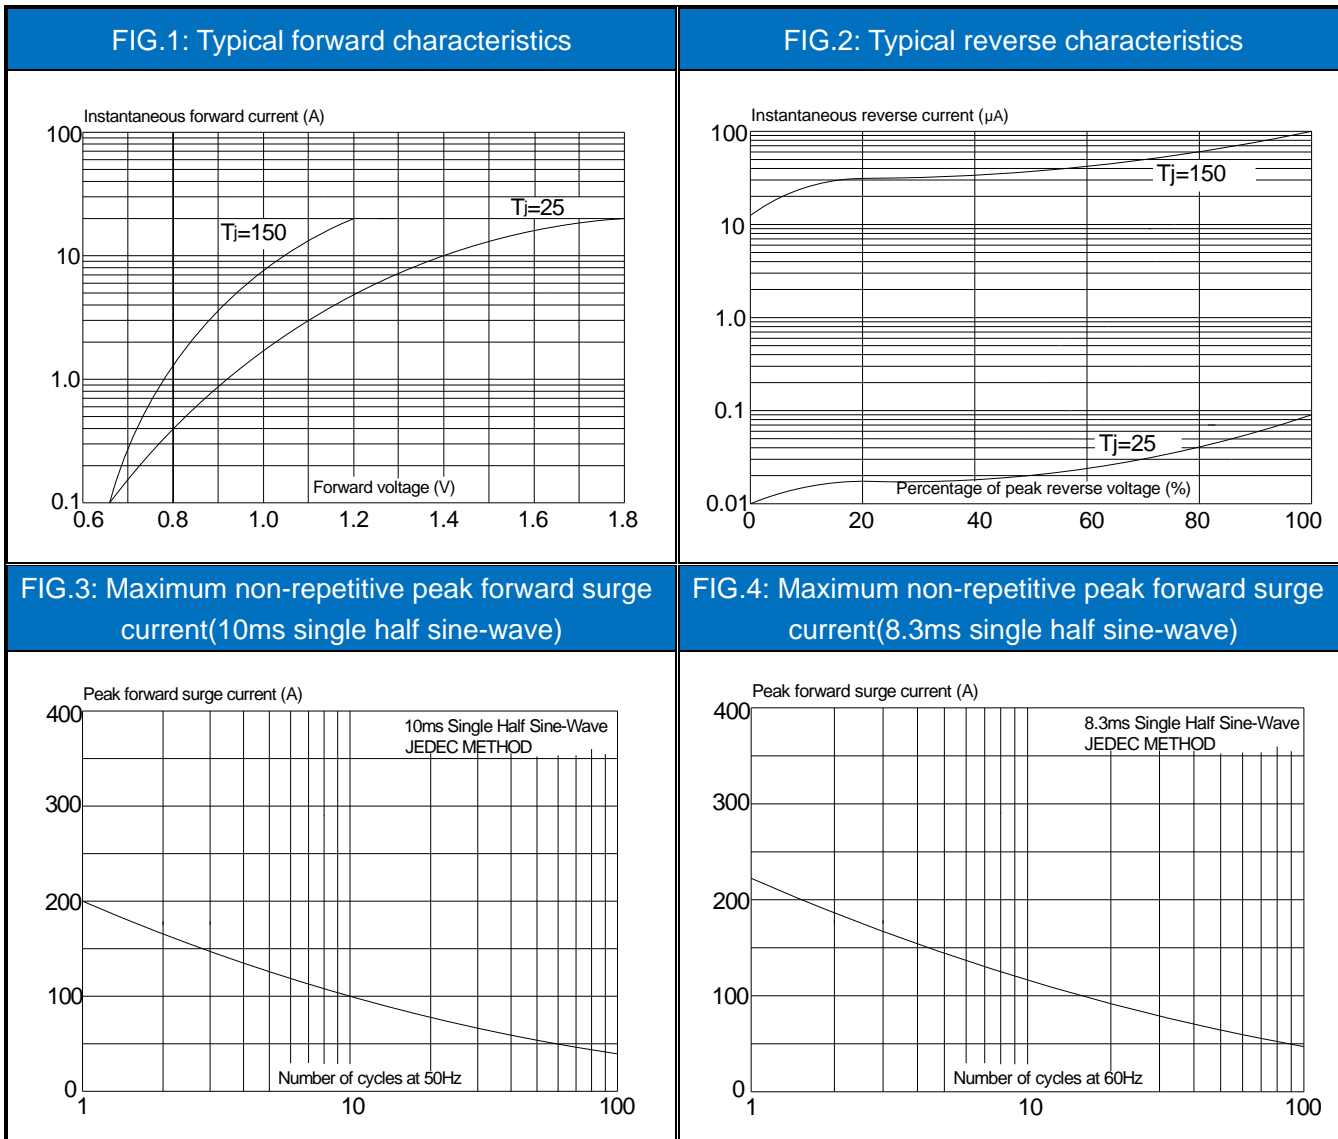 FIG.1: Typical forward characteristics
Instantaneous forward current (A)
100
10
1.0
0.1
Tj=150
Tj=25
Forward voltage (V)
0.6 0.8 1.0 1.2 1.4 1.6 1.8
FIG.2: Typical reverse characteristics
Instantaneous reverse current (μA)
100
10
1.0
0.1
0.01
Tj=150
Tj=25
Percentage of peak reverse voltage (%)
0 20 40 60 80 100
FIG.3: Maximum non-repetitive peak forward surge
current(10ms single half sine-wave)
Peak forward surge current (A)
400
300
200
100
0
10ms Single Half Sine-Wave
JEDEC METHOD
Number of cycles at 50Hz
1 10 100
FIG.4: Maximum non-repetitive peak forward surge
current(8.3ms single half sine-wave)
Peak forward surge current (A)
400
300
200
100
0
8.3ms Single Half Sine-Wave
JEDEC METHOD
Number of cycles at 60Hz
1 10 100